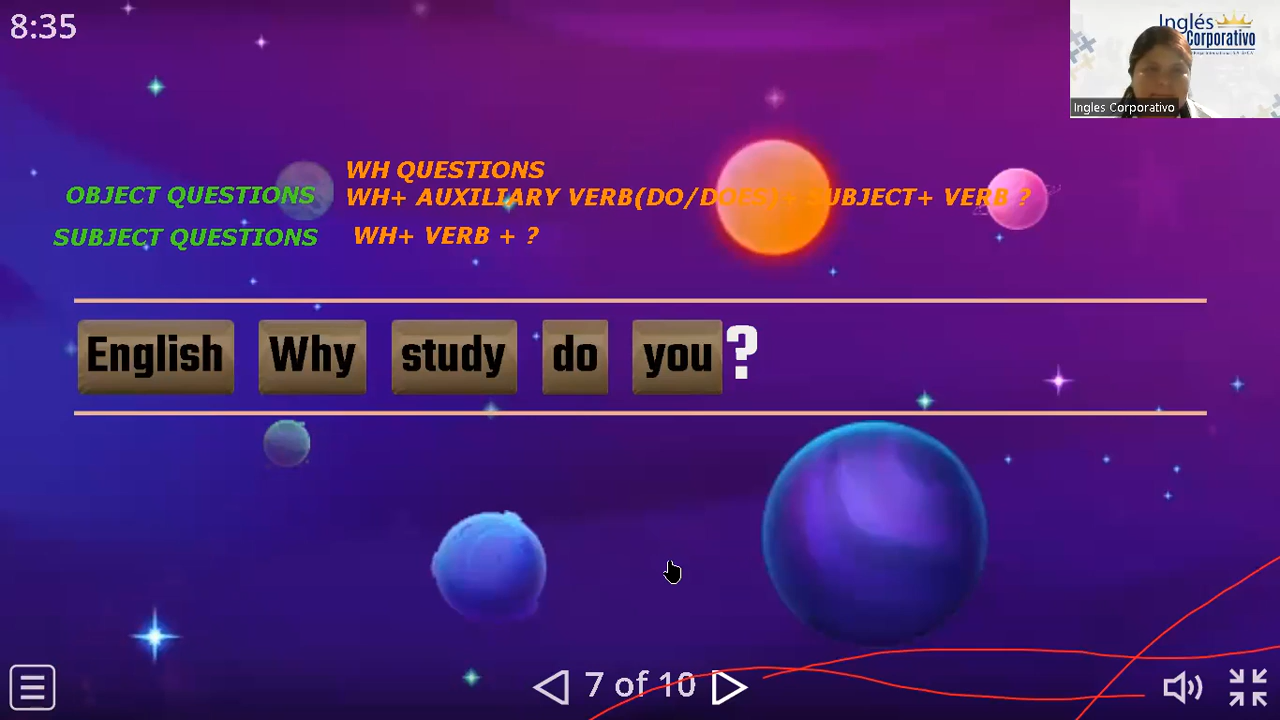 8:35
Inglés
Corporativo
Ingles Corporativo
WH QUESTIONS
OBJECT QUESTIONS WH+ AUXILIARY VERB(DO/DOES)+ SUBJECT+ VERB ?
SUBJECT QUESTIONS WH+ VERB + ?
English Why study do you?
7 of 10